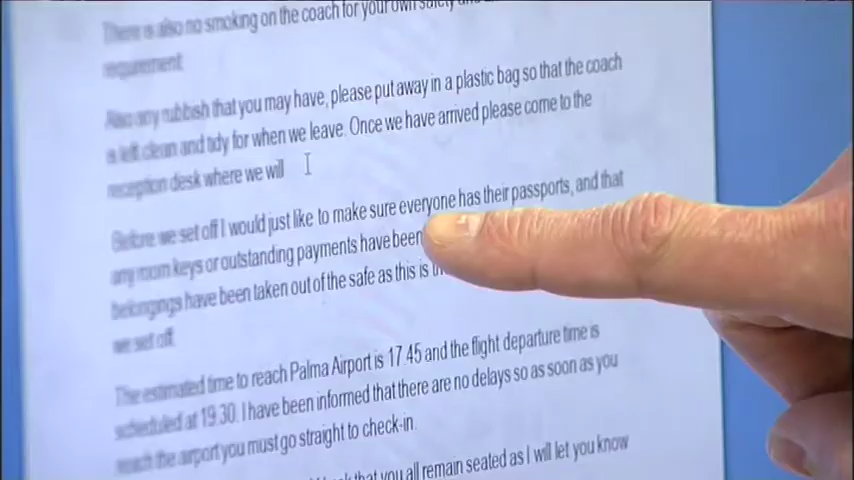 There is also no smoking on the coach for your own safety and
requirement.
Also any rubbish that you may have, please put away in a plastic bag so that the coach
is left clean and tidy for when we leave. Once we have arrived please come to the
reception desk where we will
Before we set off I would just like to make sure everyone has their passports, and that
any room keys or outstanding payments have been
belongings have been taken out of the safe as this is
we set off.
The estimated time to reach Palma Airport is 17.45 and the flight departure time is
scheduled at 19.30. I have been informed that there are no delays so as soon as you
reach the airport you must go straight to check-in.
that you all remain seated as I will let you know